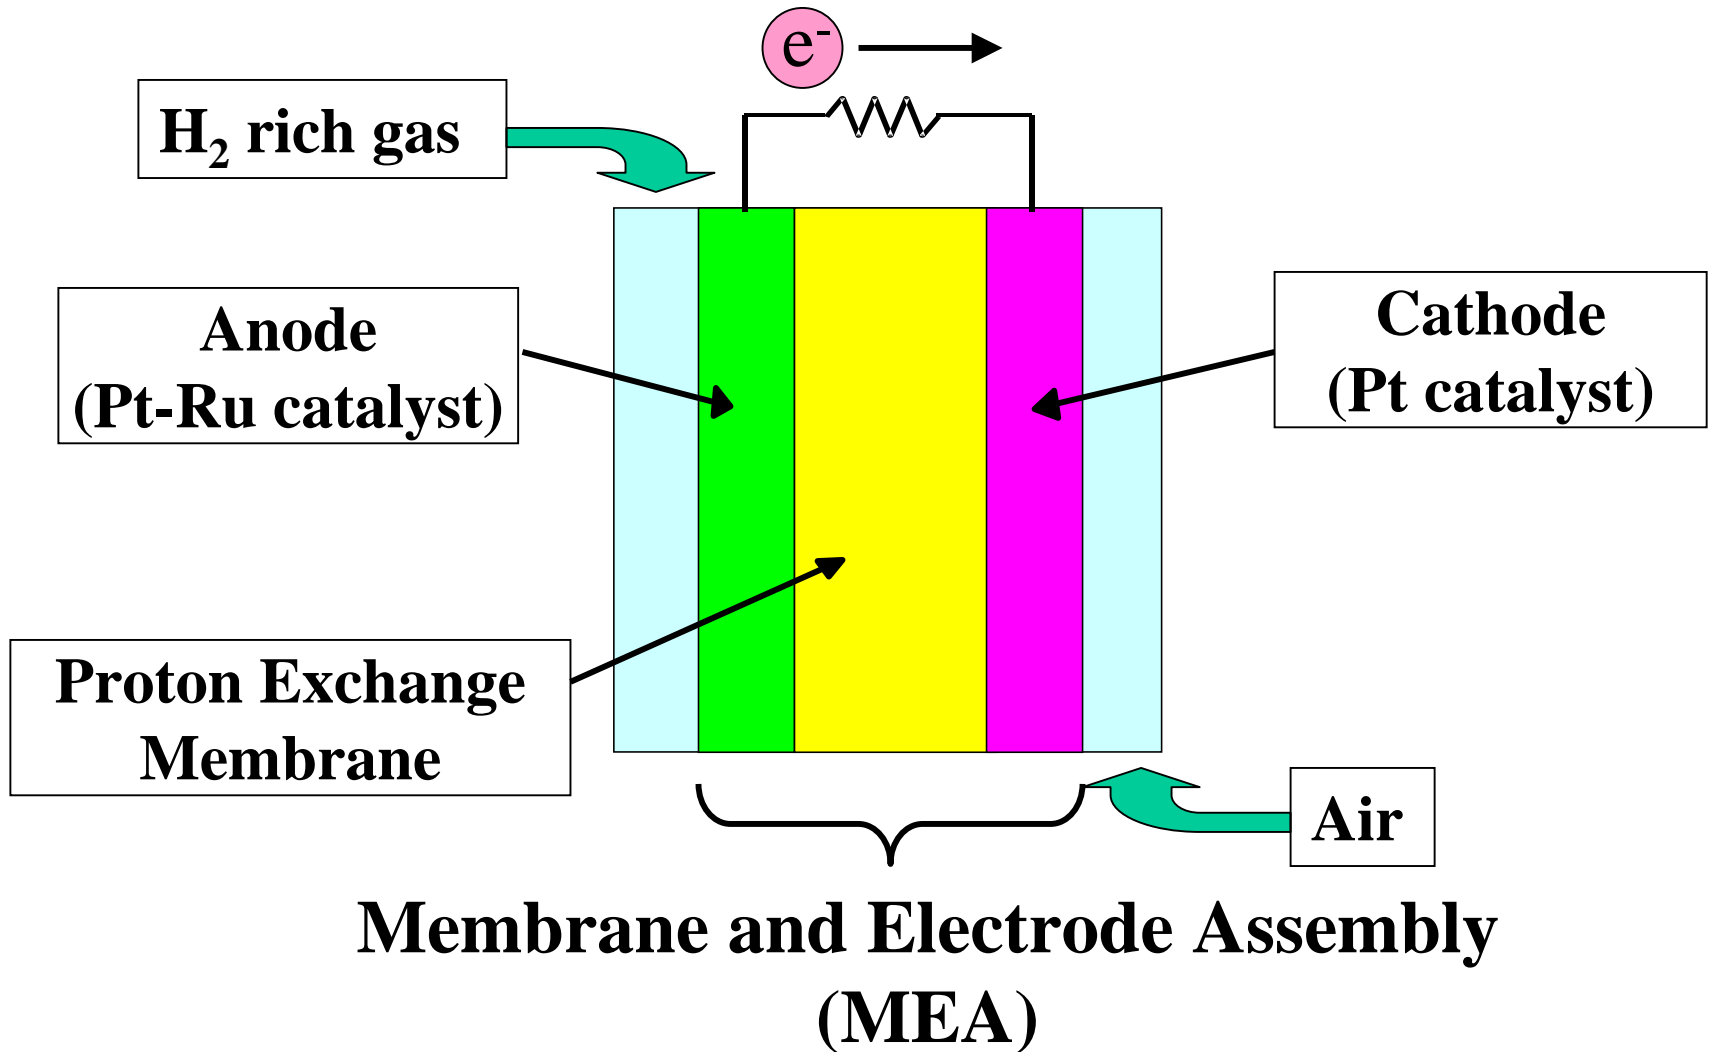 e⁻
H₂ rich gas
Anode
(Pt-Ru catalyst)
Cathode
(Pt catalyst)
Proton Exchange
Membrane
Air
Membrane and Electrode Assembly
(MEA)